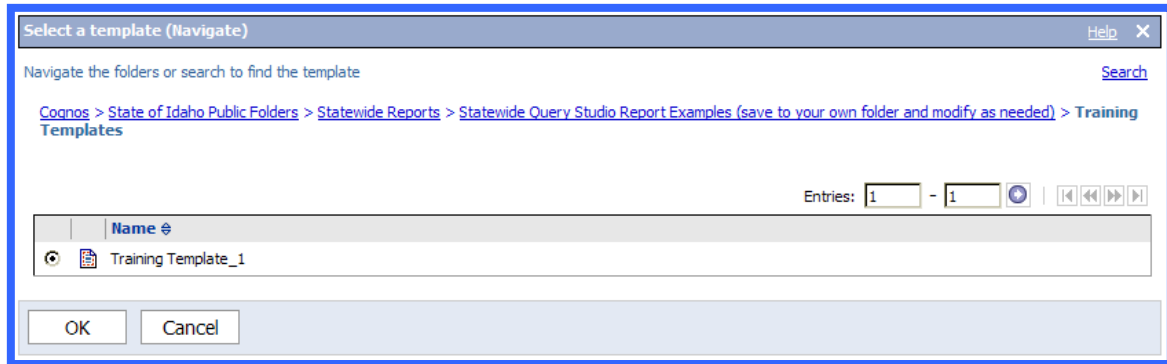 Select a template (Navigate) Help
Navigate the folders or search to find the template Search
Cognos > State of Idaho Public Folders > Statewide Reports > Statewide Query Studio Report Examples (save to your own folder and modify as needed) > Training
Templates
Entries: 1 - 1
Name
Training Template_1
OK Cancel